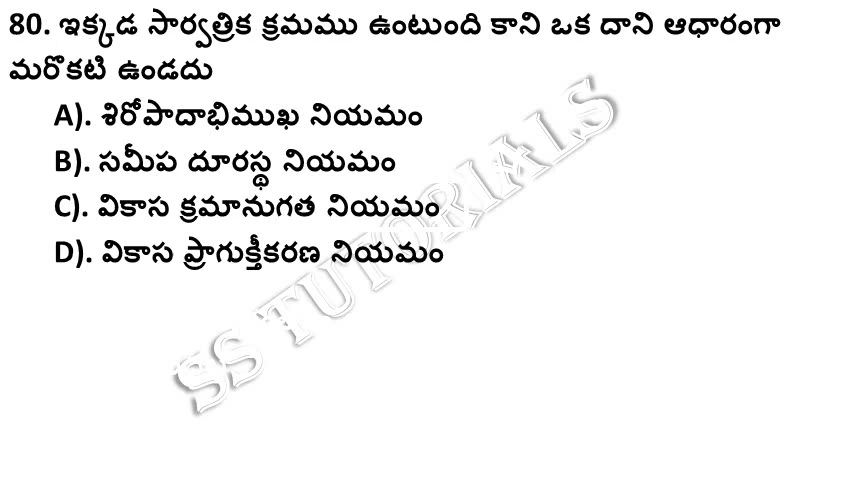 80. ఇక్కడ సార్వత్రిక క్రమము ఉంటుంది కాని ఒక దాని ఆధారంగా
మరొకటి ఉండదు
A). శిరోపాదాభిముఖ నియమం
B). సమీప దూరస్థ నియమం
C). వికాస క్రమానుగత నియమం
D). వికాస ప్రాగుక్తీకరణ నియమం
SS TUTORIALS